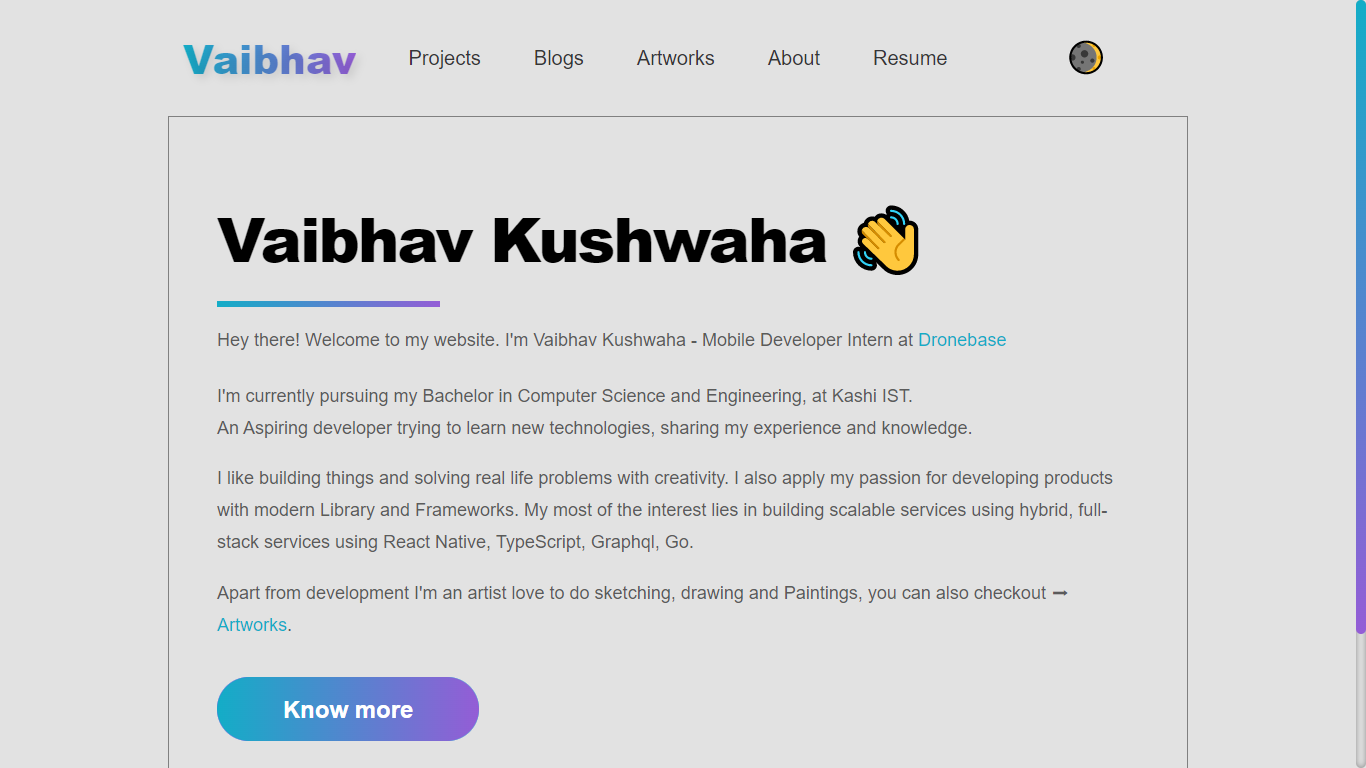 Vaibhav
Projects
Blogs
Artworks
About
Resume
Vaibhav Kushwaha
Hey there! Welcome to my website. I'm Vaibhav Kushwaha - Mobile Developer Intern at Dronebase
I'm currently pursuing my Bachelor in Computer Science and Engineering, at Kashi IST.
An Aspiring developer trying to learn new technologies, sharing my experience and knowledge.
I like building things and solving real life problems with creativity. I also apply my passion for developing products
with modern Library and Frameworks. My most of the interest lies in building scalable services using hybrid, full-
stack services using React Native, TypeScript, Graphql, Go.
Apart from development I'm an artist love to do sketching, drawing and Paintings, you can also checkout ➞
Artworks.
Know more